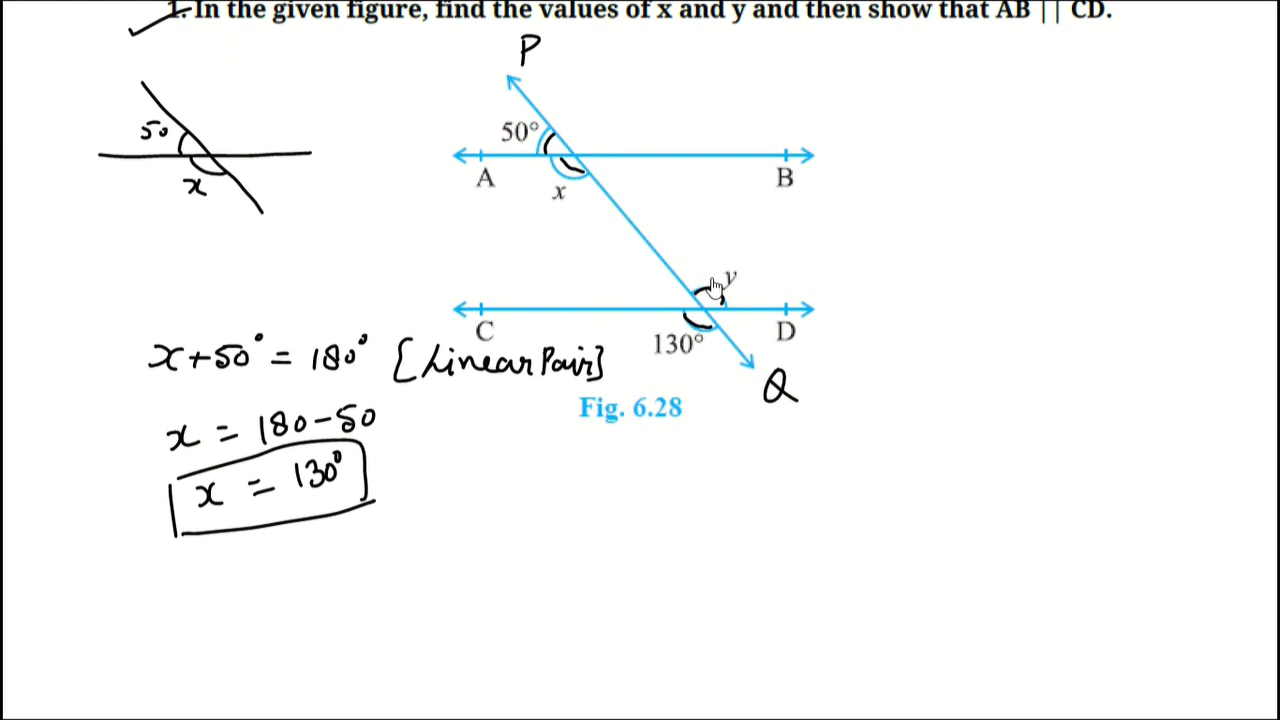 1. In the given figure, find the values of x and y and then show that AB || CD.
P
50
x
50°
A
B
x
y
C
D
130°
Q
Fig. 6.28
x+50° = 180° [Linear Pair]
x = 180-50
x = 130°